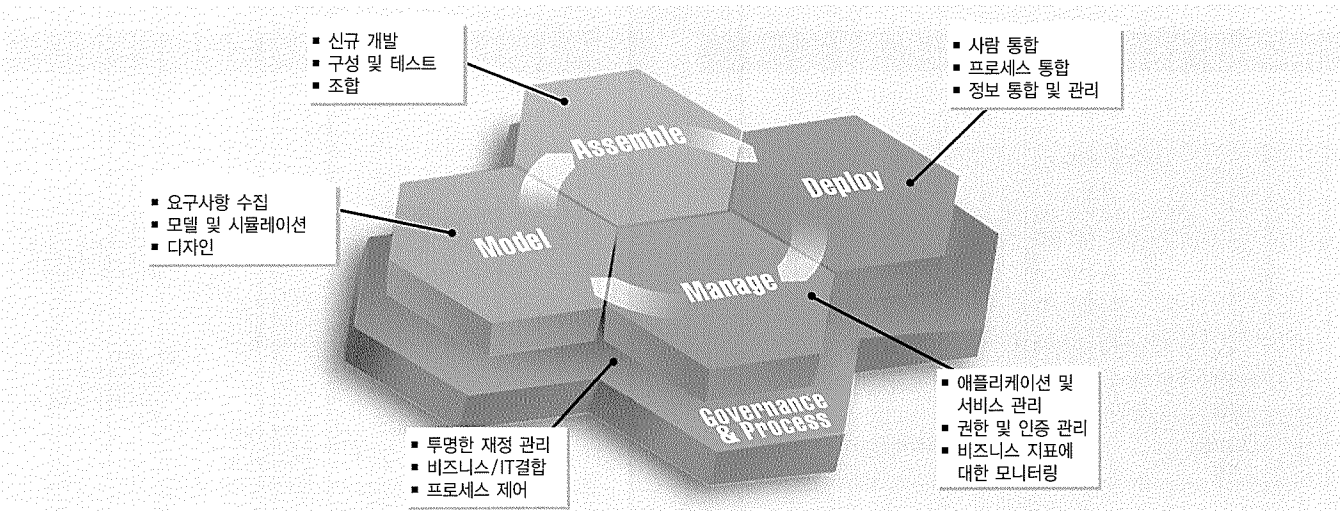 ▪ 신규 개발
▪ 구성 및 테스트
▪ 조합
▪ 사람 통합
▪ 프로세스 통합
▪ 정보 통합 및 관리
Assemble
Deploy
▪ 요구사항 수집
▪ 모델 및 시뮬레이션
▪ 디자인
Model
Manage
▪ 애플리케이션 및
서비스 관리
▪ 권한 및 인증 관리
▪ 비즈니스 지표에
대한 모니터링
Governance
& Process
▪ 투명한 재정 관리
▪ 비즈니스/IT결합
▪ 프로세스 제어